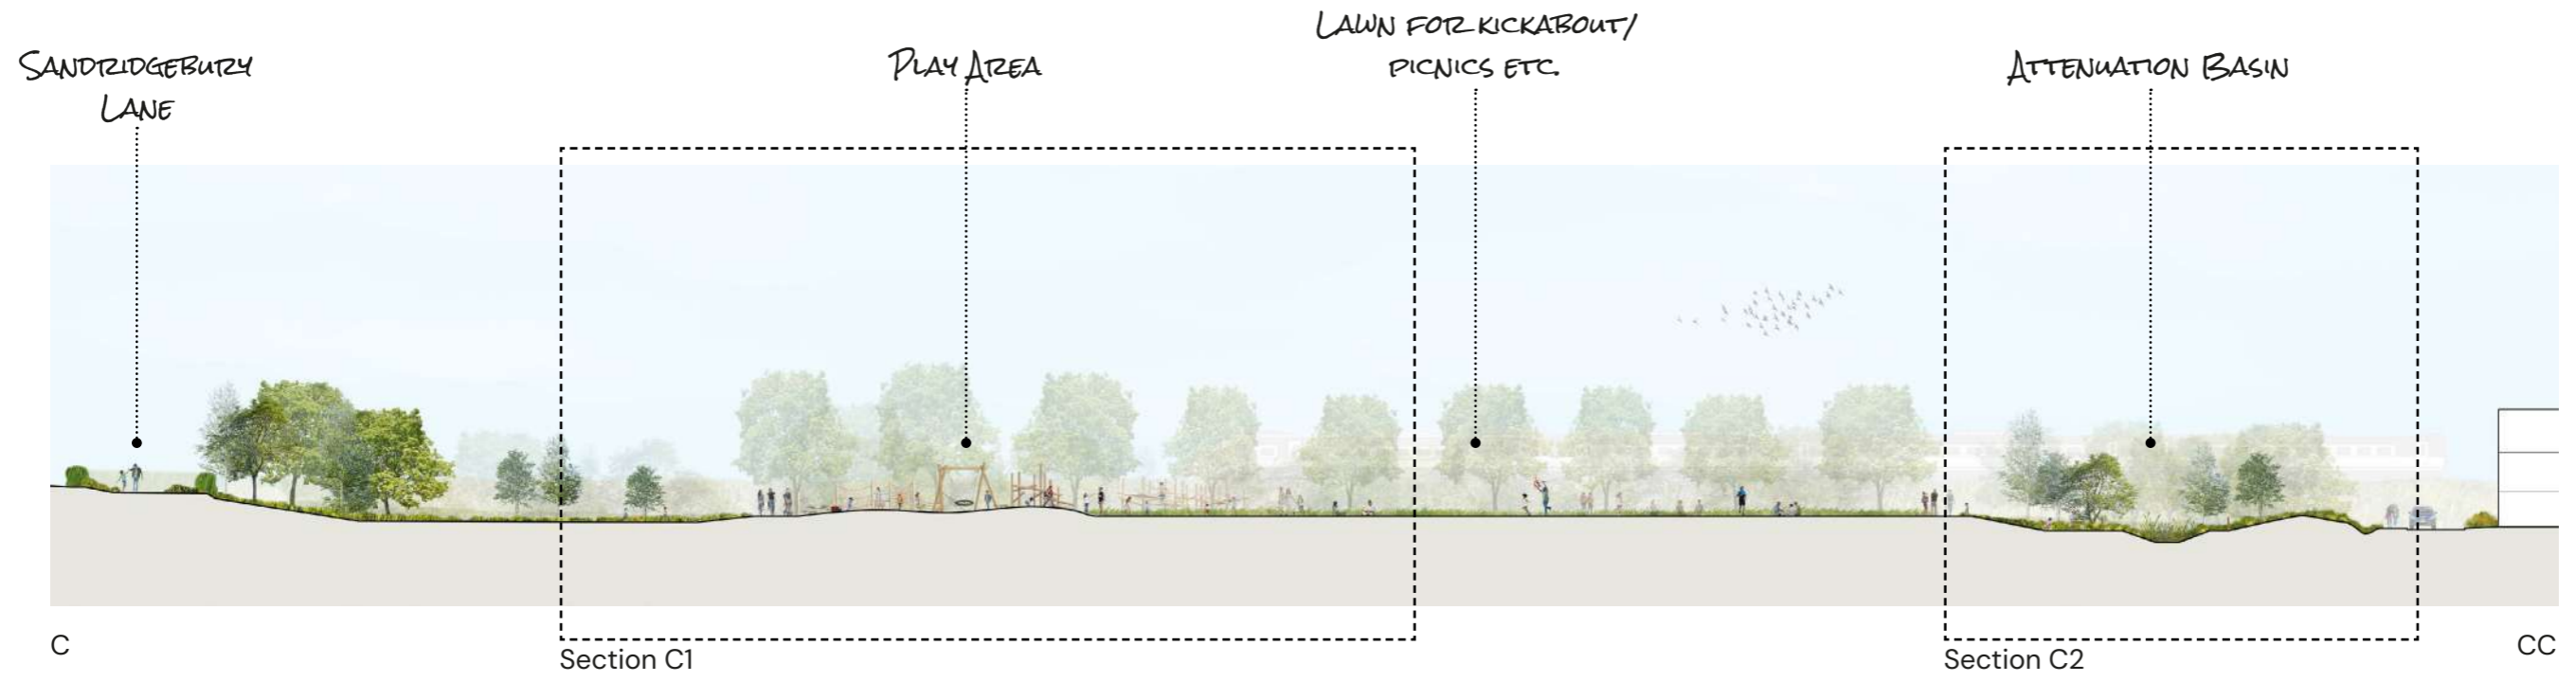 Sandridgebury
Lane
Play Area
Lawn for kickabout/
picnics etc.
Attenuation Basin
C
Section C1
Section C2
CC